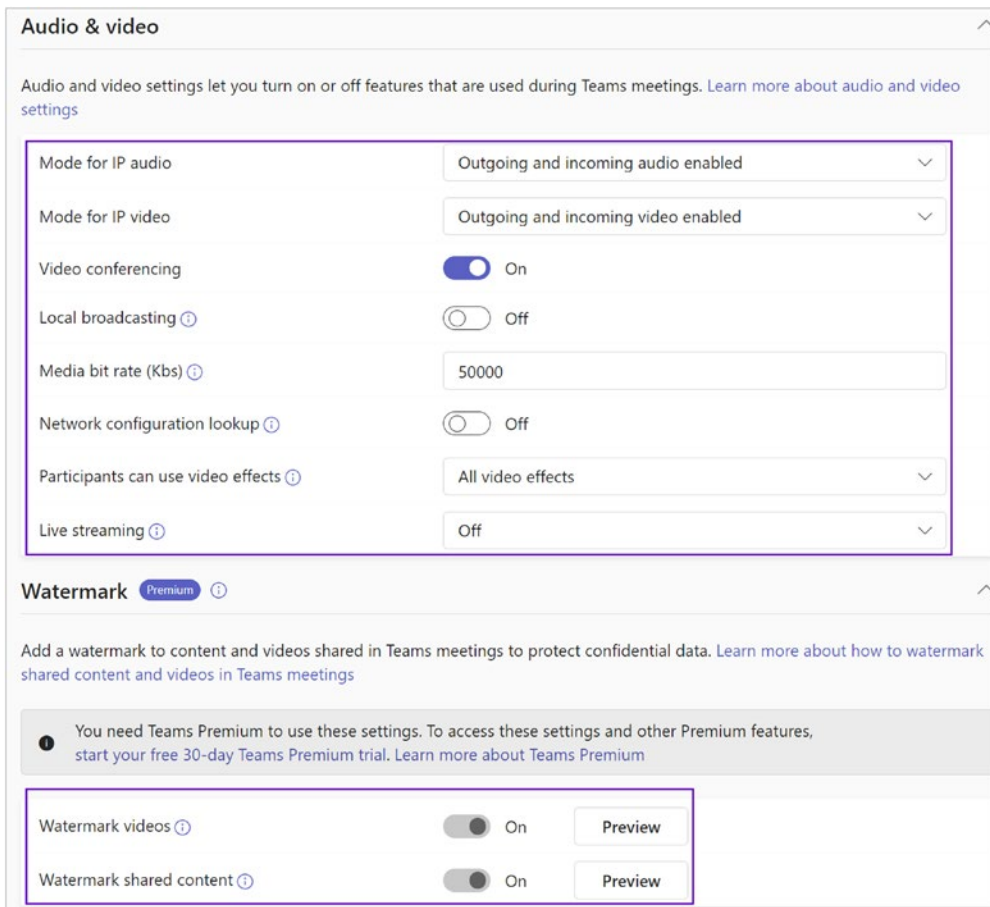 Audio & video
Audio and video settings let you turn on or off features that are used during Teams meetings. Learn more about audio and video
settings
Mode for IP audio Outgoing and incoming audio enabled
Mode for IP video Outgoing and incoming video enabled
Video conferencing On
Local broadcasting Off
Media bit rate (Kbs) 50000
Network configuration lookup Off
Participants can use video effects All video effects
Live streaming Off
Watermark Premium
Add a watermark to content and videos shared in Teams meetings to protect confidential data. Learn more about how to watermark
shared content and videos in Teams meetings
You need Teams Premium to use these settings. To access these settings and other Premium features,
start your free 30-day Teams Premium trial. Learn more about Teams Premium
Watermark videos On Preview
Watermark shared content On Preview